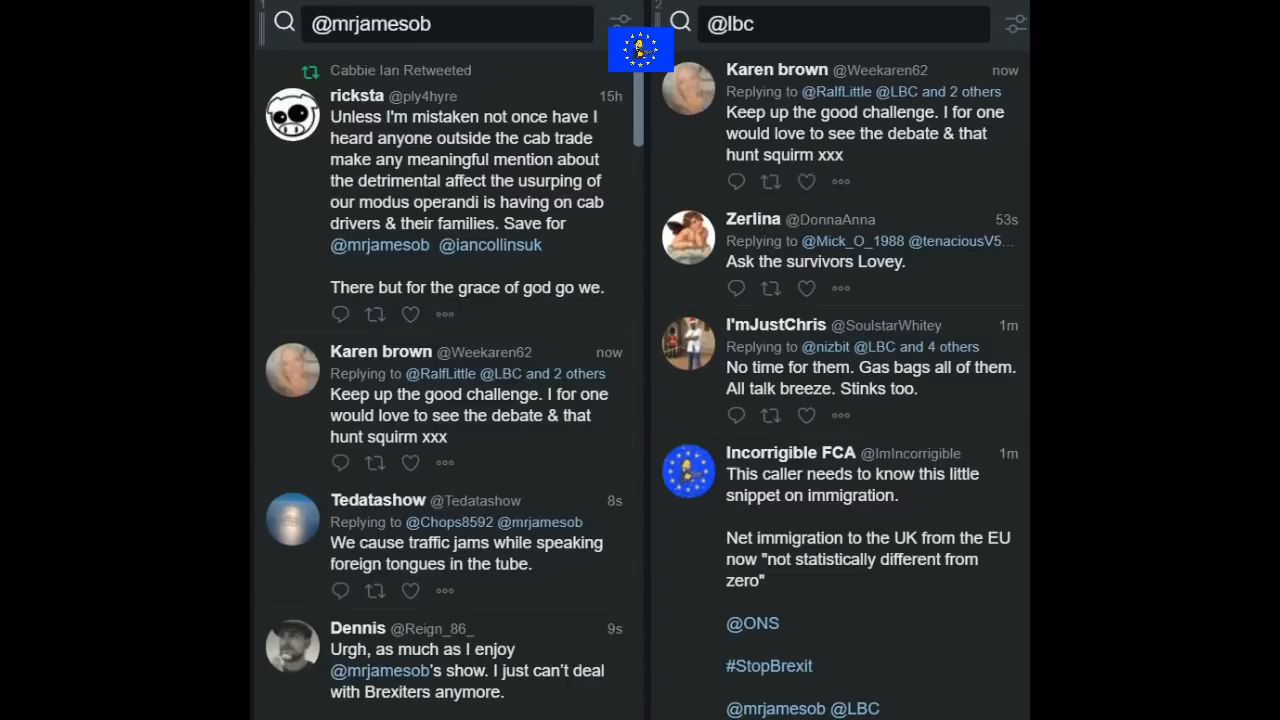 1
@mrjamesob
Cabbie Ian Retweeted
ricksta @ply4hyre 15h
Unless I'm mistaken not once have I
heard anyone outside the cab trade
make any meaningful mention about
the detrimental affect the usurping of
our modus operandi is having on cab
drivers & their families. Save for
@mrjamesob @iancollinsuk
There but for the grace of god go we.
Karen brown @Weekaren62 now
Replying to @RalfLittle @LBC and 2 others
Keep up the good challenge. I for one
would love to see the debate & that
hunt squirm xxx
Tedatashow @Tedatashow 8s
Replying to @Chops8592 @mrjamesob
We cause traffic jams while speaking
foreign tongues in the tube.
Dennis @Reign_86_ 9s
Urgh, as much as I enjoy
@mrjamesob's show. I just can't deal
with Brexiters anymore.
2
@lbc
Karen brown @Weekaren62 now
Replying to @RalfLittle @LBC and 2 others
Keep up the good challenge. I for one
would love to see the debate & that
hunt squirm xxx
Zerlina @DonnaAnna 53s
Replying to @Mick_O_1988 @tenaciousV5...
Ask the survivors Lovey.
I'mJustChris @SoulstarWhitey 1m
Replying to @nizbit @LBC and 4 others
No time for them. Gas bags all of them.
All talk breeze. Stinks too.
Incorrigible FCA @ImIncorrigible 1m
This caller needs to know this little
snippet on immigration.
Net immigration to the UK from the EU
now "not statistically different from
zero"
@ONS
#StopBrexit
@mrjamesob @LBC